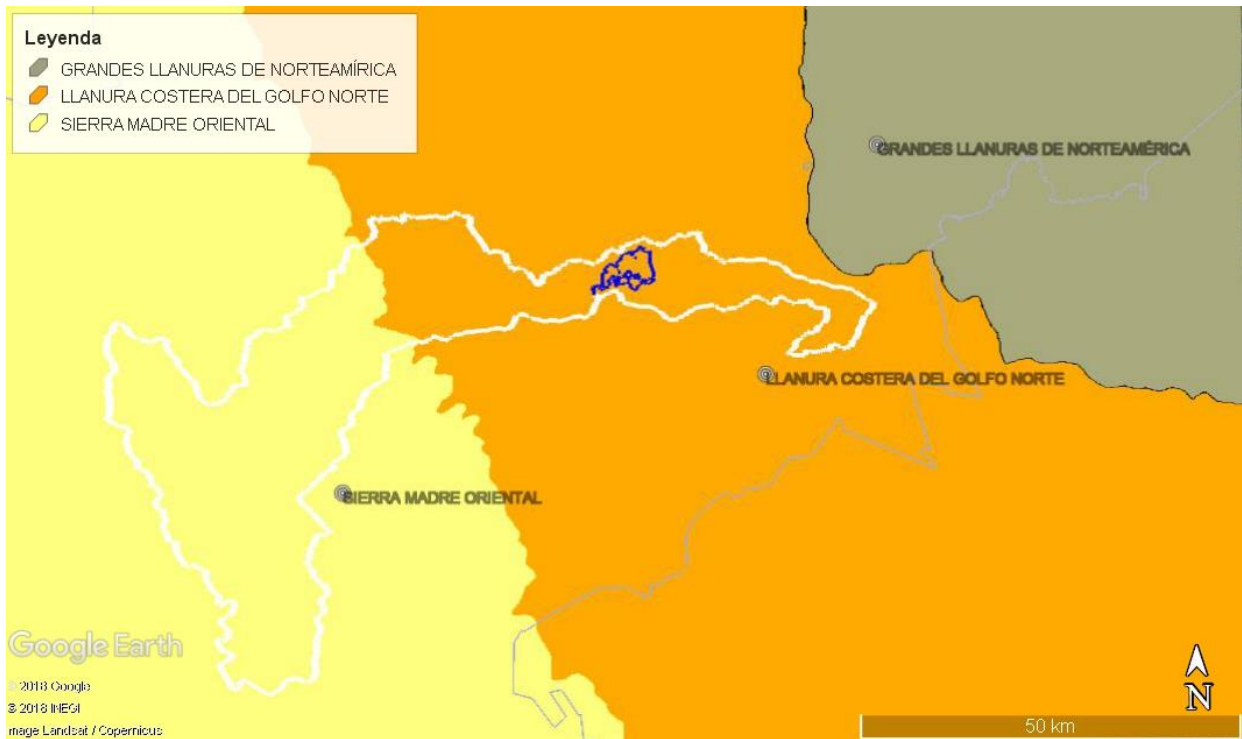 Leyenda
GRANDES LLANURAS DE NORTEAMÍRICA
LLANURA COSTERA DEL GOLFO NORTE
SIERRA MADRE ORIENTAL
GRANDES LLANURAS DE NORTEAMÉRICA
LLANURA COSTERA DEL GOLFO NORTE
SIERRA MADRE ORIENTAL
Google Earth
© 2018 Google
© 2018 INEGI
mage Landsat / Copernicus
N
50 km